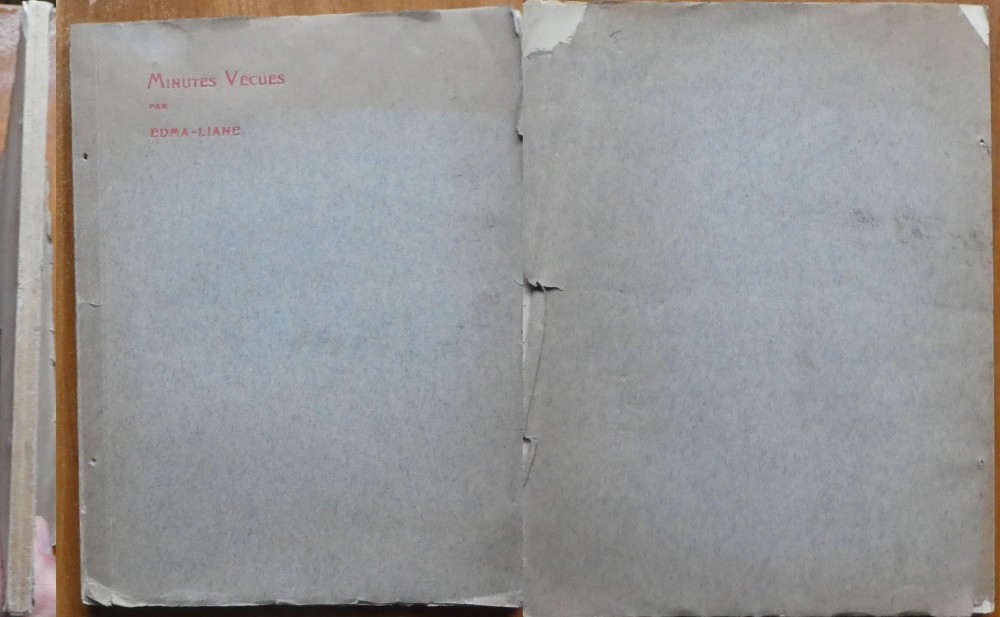 MINUTES VÉCUES
PAR
EDMA-LIANE